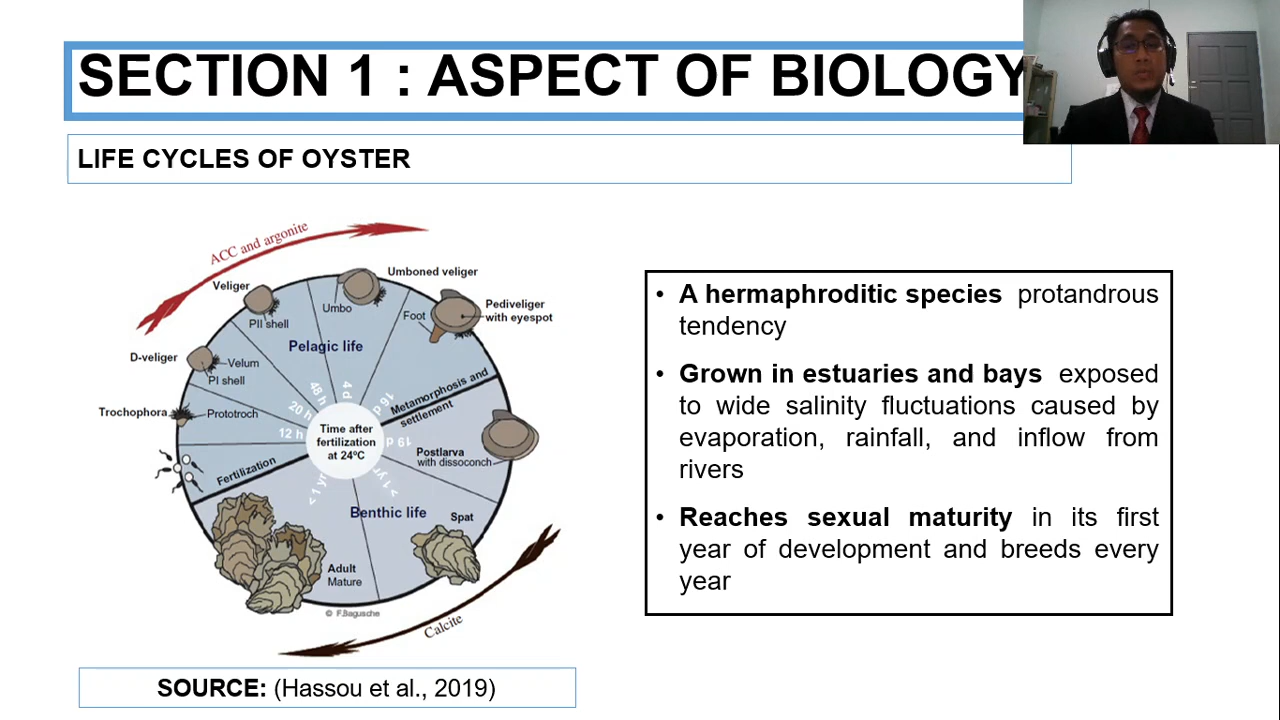 SECTION 1 : ASPECT OF BIOLOGY
LIFE CYCLES OF OYSTER
ACC and argonite
Umboned veliger
Veliger
Umbo
Foot
Pediveliger
with eyespot
PII shell
Pelagic life
D-veliger
Velum
PI shell
Metamorphosis and
settlement
Trochophora
Prototroch
12 h
20 h
48 h
4 d
16 d
19 d
Time after
fertilization
at 24ºC
Postlarva
with dissoconch
Fertilization
< 1 yr
> 1 yr
Benthic life
Spat
Adult
Mature
© F.Bagusche
Calcite
• A hermaphroditic species protandrous
tendency
• Grown in estuaries and bays exposed
to wide salinity fluctuations caused by
evaporation, rainfall, and inflow from
rivers
• Reaches sexual maturity in its first
year of development and breeds every
year
SOURCE: (Hassou et al., 2019)